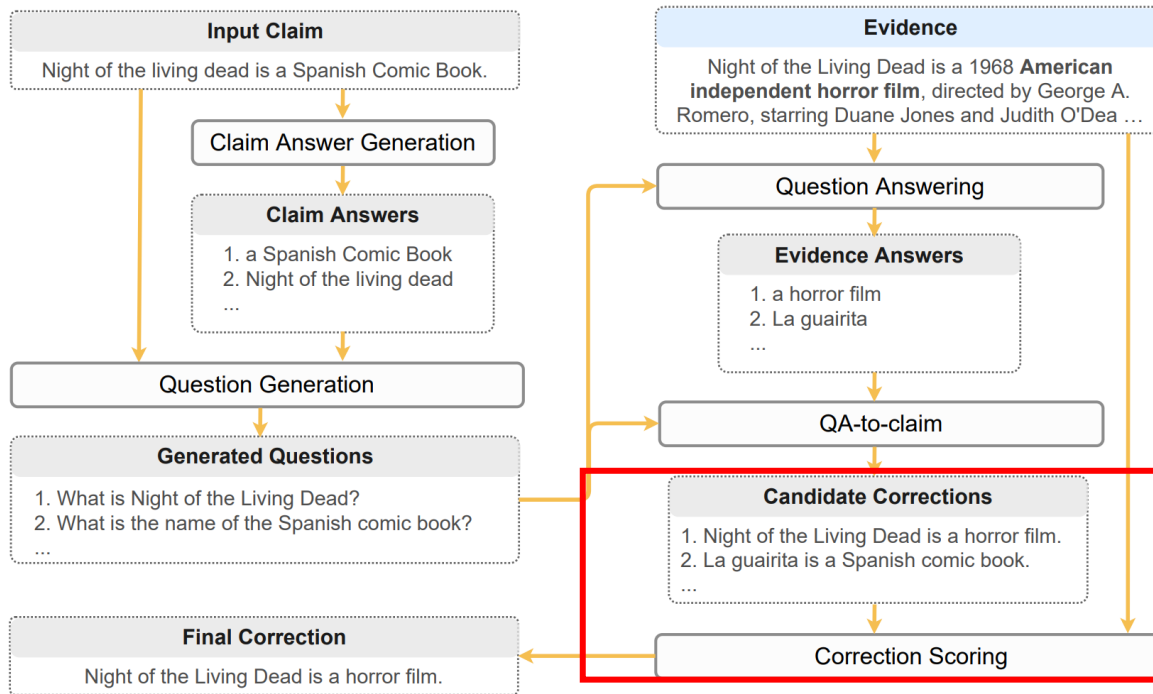 Input Claim
Night of the living dead is a Spanish Comic Book.
Claim Answer Generation
Claim Answers
1. a Spanish Comic Book
2. Night of the living dead
...
Question Generation
Generated Questions
1. What is Night of the Living Dead?
2. What is the name of the Spanish comic book?
...
Evidence
Night of the Living Dead is a 1968 American
independent horror film, directed by George A.
Romero, starring Duane Jones and Judith O'Dea ...
Question Answering
Evidence Answers
1. a horror film
2. La guairita
...
QA-to-claim
Candidate Corrections
1. Night of the Living Dead is a horror film.
2. La guairita is a Spanish comic book.
...
Correction Scoring
Final Correction
Night of the Living Dead is a horror film.